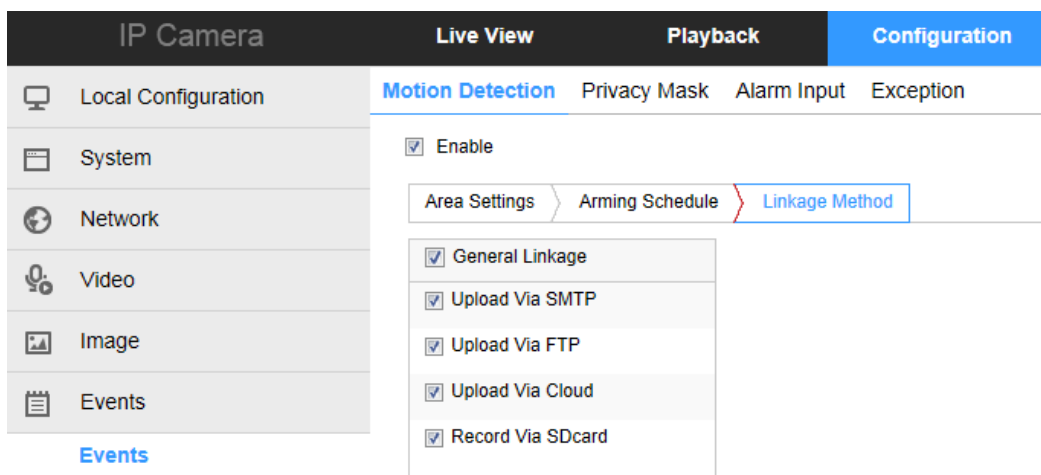 IP Camera Live View Playback Configuration
Local Configuration
System
Network
Video
Image
Events
Events
Motion Detection Privacy Mask Alarm Input Exception
Enable
Area Settings Arming Schedule Linkage Method
General Linkage
Upload Via SMTP
Upload Via FTP
Upload Via Cloud
Record Via SDcard